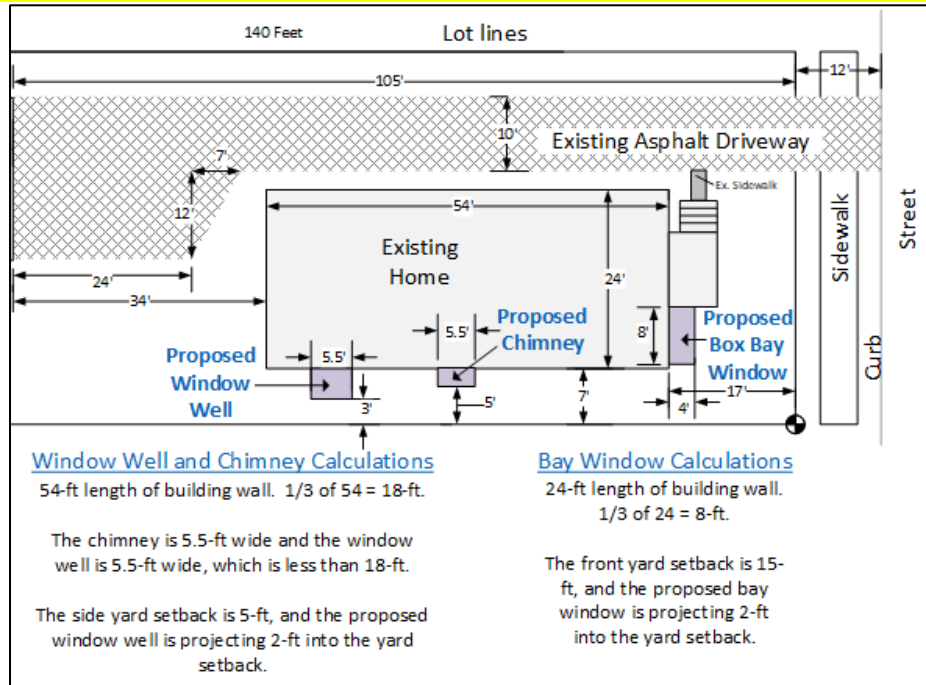 140 Feet
Lot lines
105'
12'
10'
Existing Asphalt Driveway
7'
Ex. Sidewalk
12'
54'
Sidewalk
Street
Existing
Home
24'
24'
34'
5.5'
Proposed
Chimney
8'
Proposed
Box Bay
Window
Proposed
Window
Well
5.5'
3'
5'
7'
17'
4'
Curb
Window Well and Chimney Calculations
54-ft length of building wall. 1/3 of 54 = 18-ft.
The chimney is 5.5-ft wide and the window
well is 5.5-ft wide, which is less than 18-ft.
The side yard setback is 5-ft, and the proposed
window well is projecting 2-ft into the yard
setback.
Bay Window Calculations
24-ft length of building wall.
1/3 of 24 = 8-ft.
The front yard setback is 15-
ft, and the proposed bay
window is projecting 2-ft
into the yard setback.